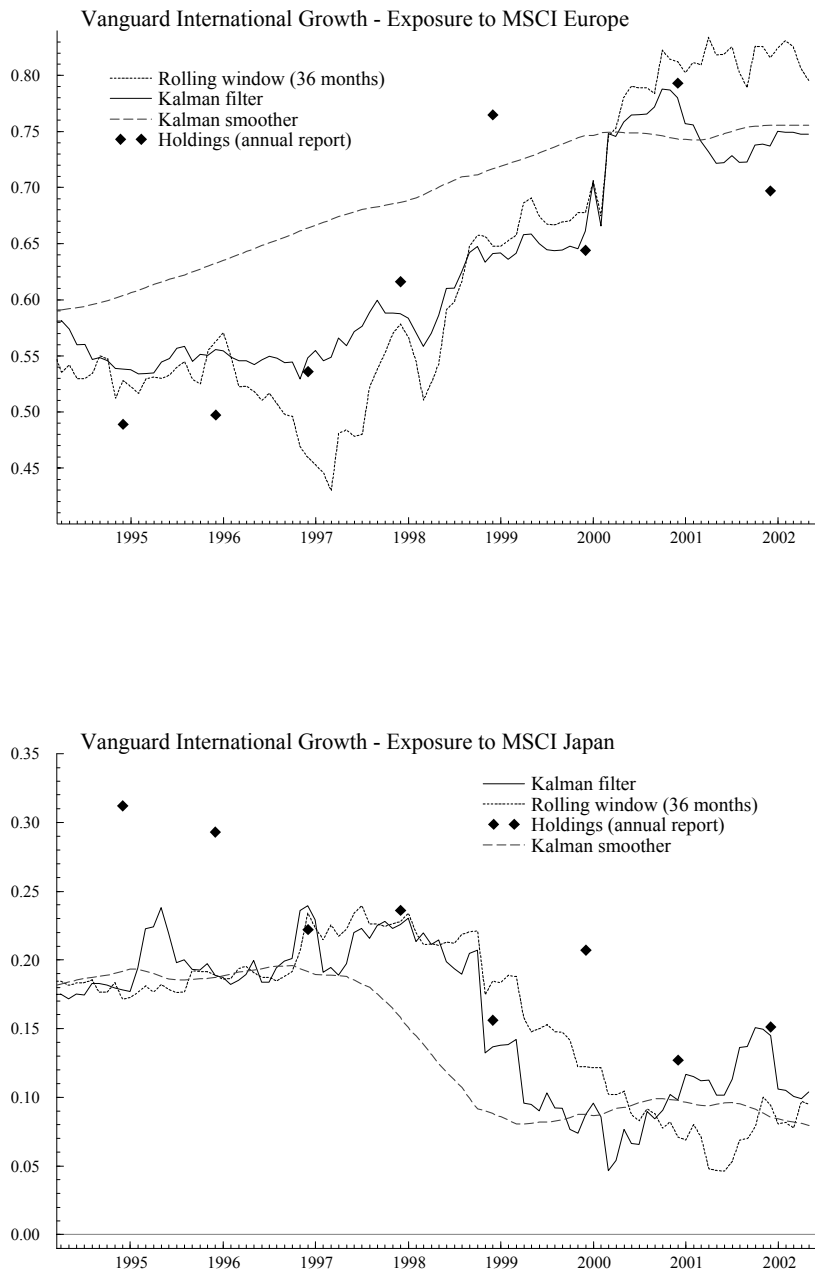 Vanguard International Growth - Exposure to MSCI Europe
Rolling window (36 months)
Kalman filter
Kalman smoother
Holdings (annual report)
0.80
0.75
0.70
0.65
0.60
0.55
0.50
0.45
1995 1996 1997 1998 1999 2000 2001 2002
Vanguard International Growth - Exposure to MSCI Japan
Kalman filter
Rolling window (36 months)
Holdings (annual report)
Kalman smoother
0.35
0.30
0.25
0.20
0.15
0.10
0.05
0.00
1995 1996 1997 1998 1999 2000 2001 2002